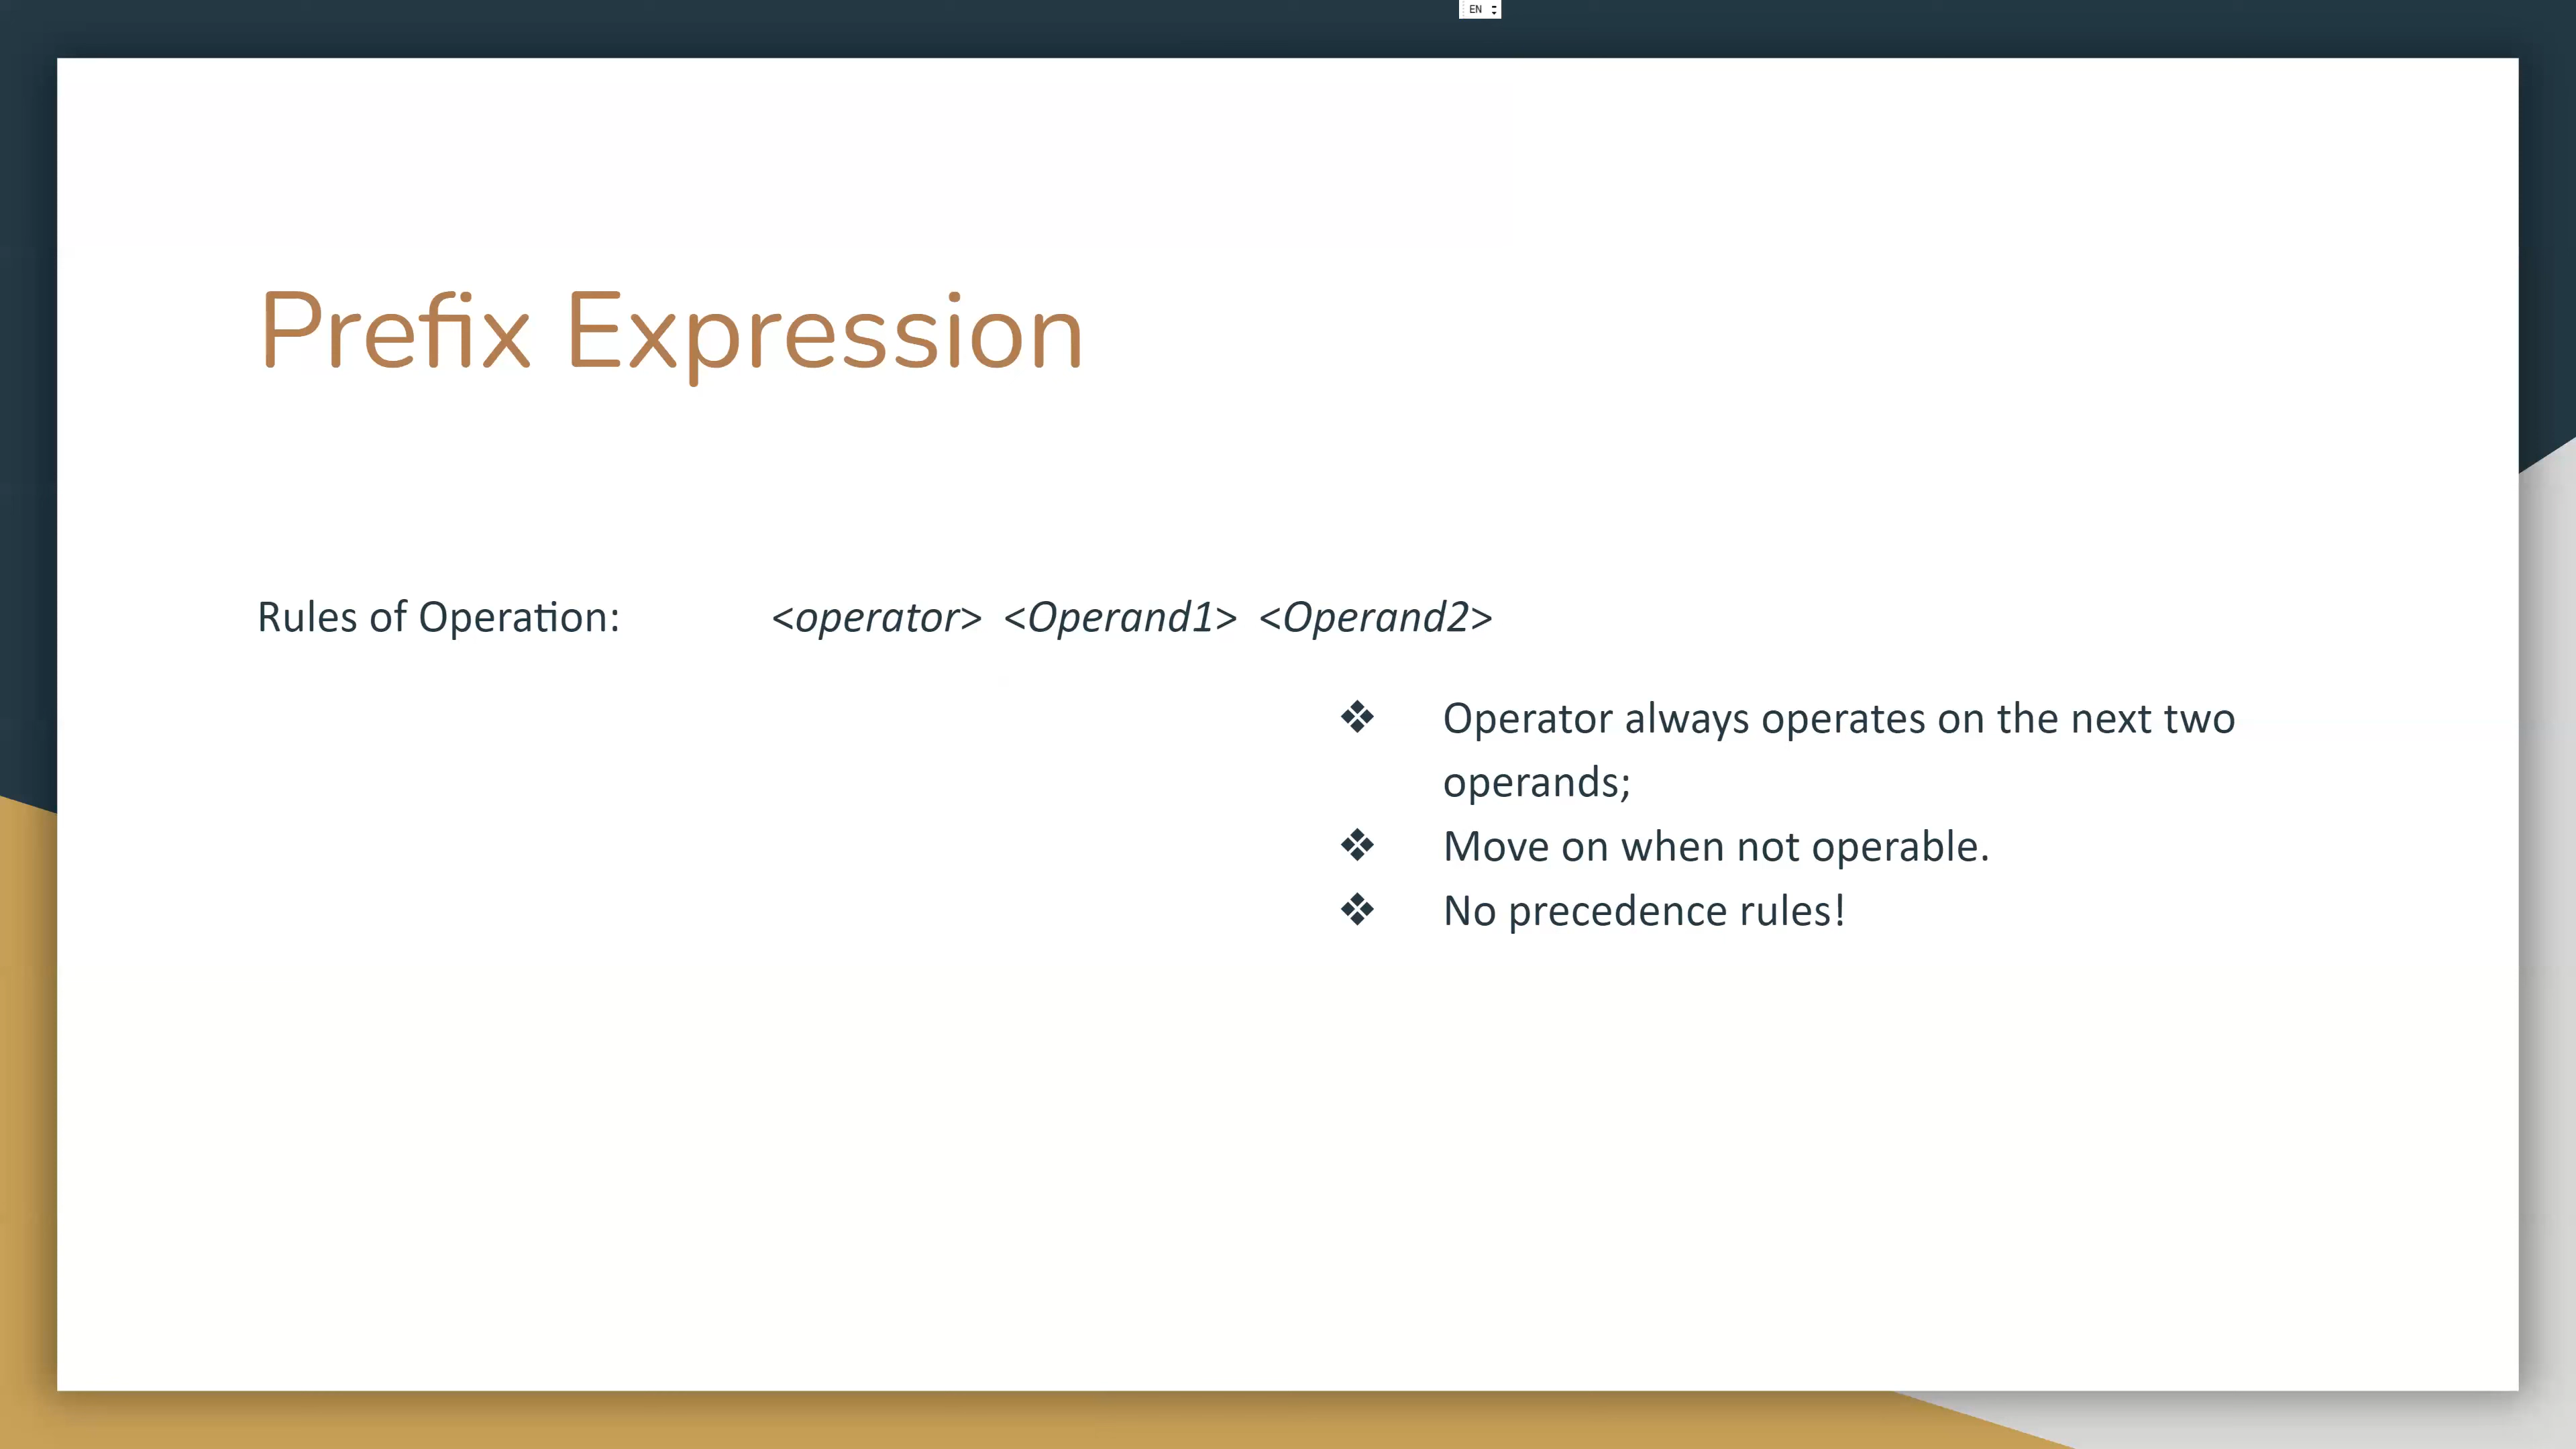 EN
Prefix Expression
Rules of Operation: <operator> <Operand1> <Operand2>
❖ Operator always operates on the next two
operands;
❖ Move on when not operable.
❖ No precedence rules!